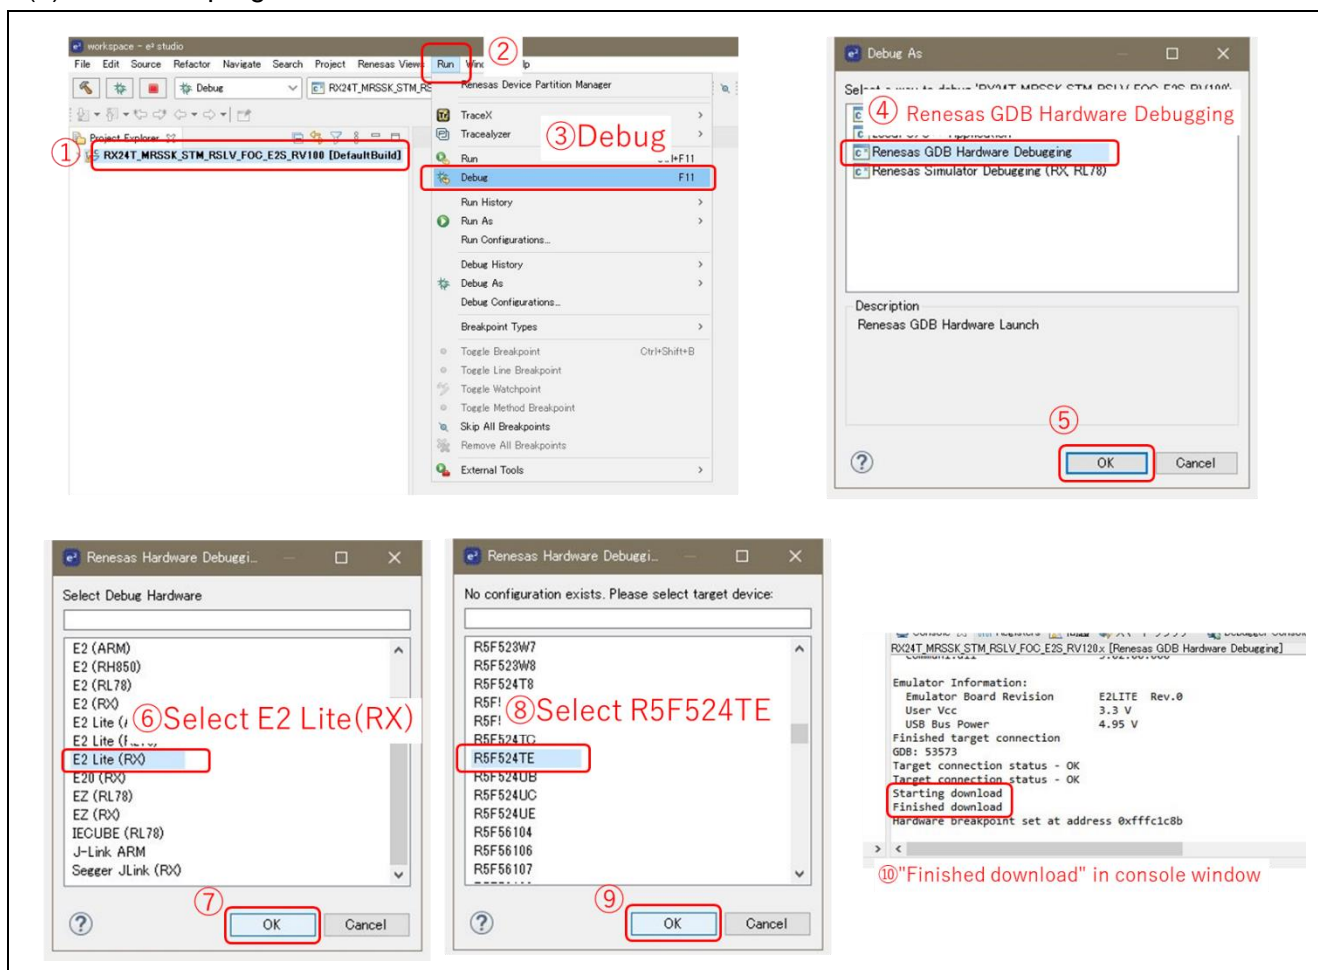 workspace - e² studio
File Edit Source Refactor Navigate Search Project Renesas Views Run
②
Debug
RX24T_MRSSK_STM_RS
Project Explorer
① RX24T_MRSSK_STM_RSLV_FOC_E2S_RV100 [DefaultBuild]
Renesas Device Partition Manager
TraceX
Tracealyzer
③Debug
Run
Debug F11
Run History
Run As
Run Configurations...
Debug History
Debug As
Debug Configurations...
Breakpoint Types
Toggle Breakpoint Ctrl+Shift+B
Toggle Line Breakpoint
Toggle Watchpoint
Toggle Method Breakpoint
Skip All Breakpoints
Remove All Breakpoints
External Tools
Debug As
④ Renesas GDB Hardware Debugging
Renesas GDB Hardware Debugging
Renesas Simulator Debugging (RX, RL78)
Description
Renesas GDB Hardware Launch
⑤
OK Cancel
Renesas Hardware Debuggi...
Select Debug Hardware
E2 (ARM)
E2 (RH850)
E2 (RL78)
E2 (RX)
⑥Select E2 Lite(RX)
E2 Lite
E2 Lite
E2 Lite (RX)
E20 (RX)
EZ (RL78)
EZ (RX)
IECUBE (RL78)
J-Link ARM
Segger JLink (RX)
⑦
OK Cancel
Renesas Hardware Debuggi...
No configuration exists. Please select target device:
R5F523W7
R5F523W8
R5F524T8
⑧Select R5F524TE
R5F524TC
R5F524TE
R5F524UB
R5F524UC
R5F524UE
R5F56104
R5F56106
R5F56107
⑨
OK Cancel
RX24T_MRSSK_STM_RSLV_FOC_E2S_RV120.x [Renesas GDB Hardware Debugging]
Emulator Information:
Emulator Board Revision E2LITE Rev.0
User Vcc 3.3 V
USB Bus Power 4.95 V
Finished target connection
GDB: 53573
Target connection status - OK
Target connection status - OK
Starting download
Finished download
Hardware breakpoint set at address 0xfffc1c8b
⑩"Finished download" in console window